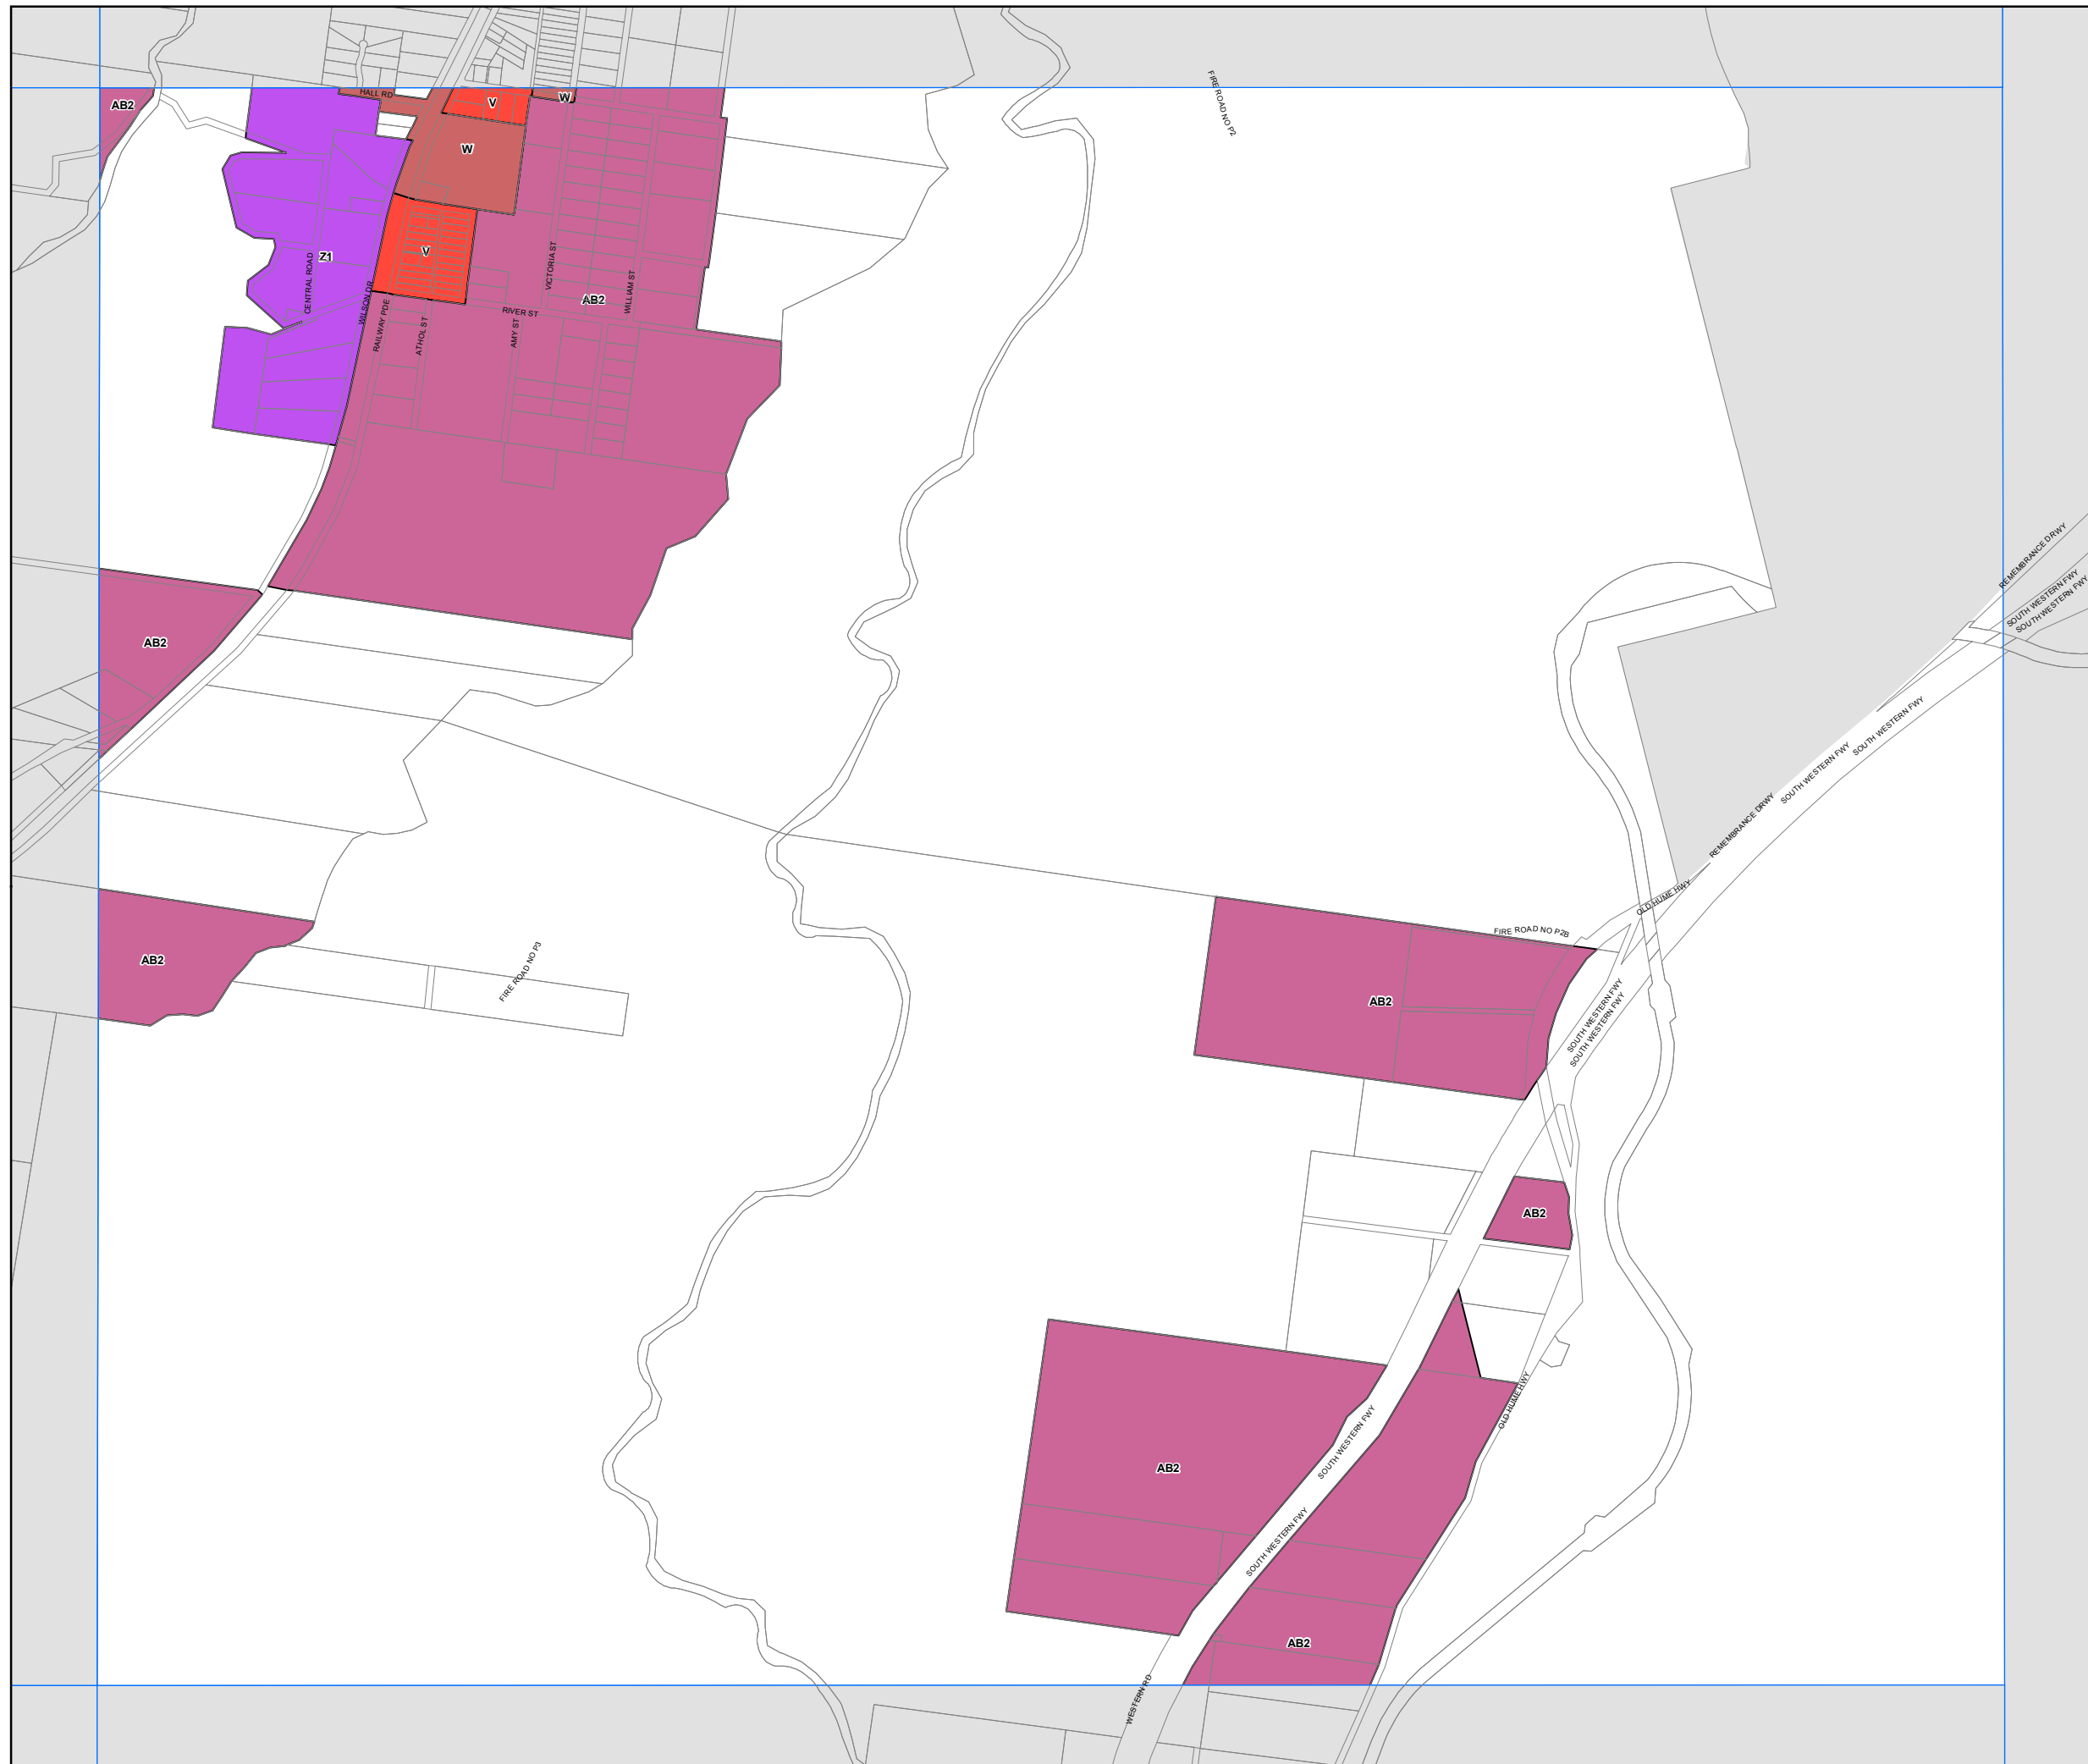 FIRE ROAD NO P2
HALL RD
AB2
V
W
W
Z1
V
CENTRAL ROAD
WILSON DR
RAILWAY PDE
ATHOL ST
AMY ST
VICTORIA ST
WILLIAM ST
RIVER ST
AB2
REMEMBRANCE DRWY
SOUTH WESTERN FWY
SOUTH WESTERN FWY
AB2
SOUTH WESTERN FWY
SOUTH WESTERN FWY
REMEMBRANCE DRWY
OLD HUME HWY
FIRE ROAD NO P2B
AB2
FIRE ROAD NO P3
AB2
SOUTH WESTERN FWY
SOUTH WESTERN FWY
AB2
OLD HUME HWY
SOUTH WESTERN FWY
AB2
SOUTH WESTERN FWY
AB2
WESTERN RD